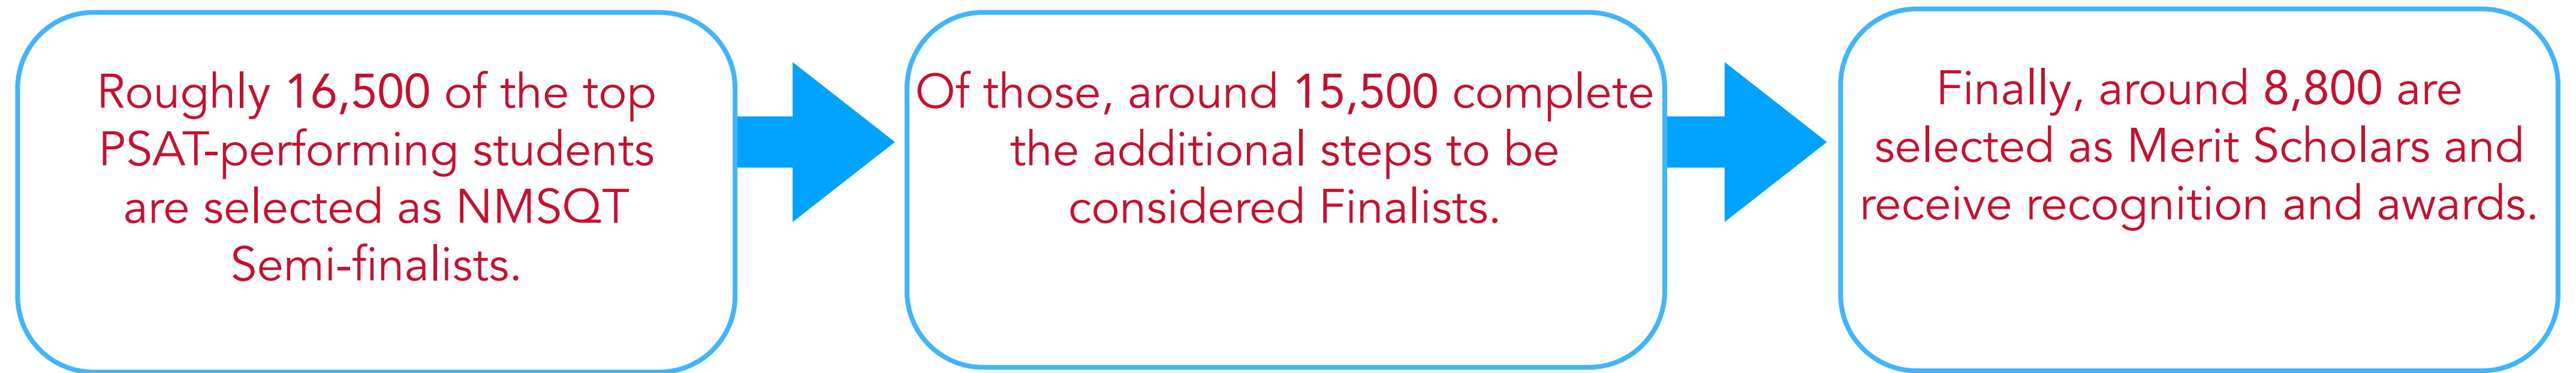 Roughly 16,500 of the top
PSAT-performing students
are selected as NMSQT
Semi-finalists.
Of those, around 15,500 complete
the additional steps to be
considered Finalists.
Finally, around 8,800 are
selected as Merit Scholars and
receive recognition and awards.